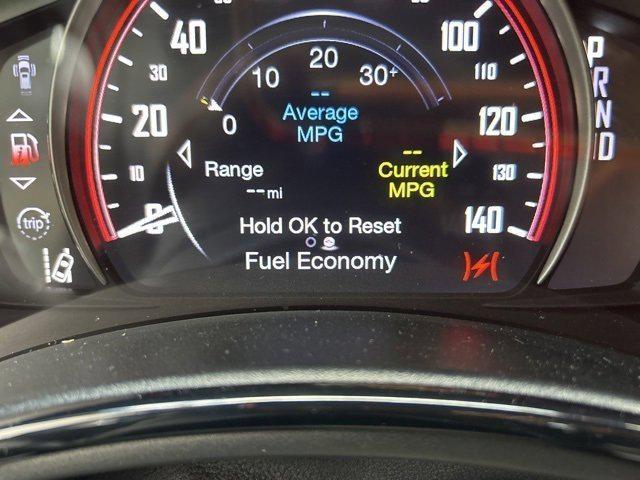 40 100
30 110
20
10 30+
0
--
Average
MPG
20 120
Range
-- mi
--
Current
MPG
10 130
0 140
Hold OK to Reset
Fuel Economy
trip
P
R
N
D